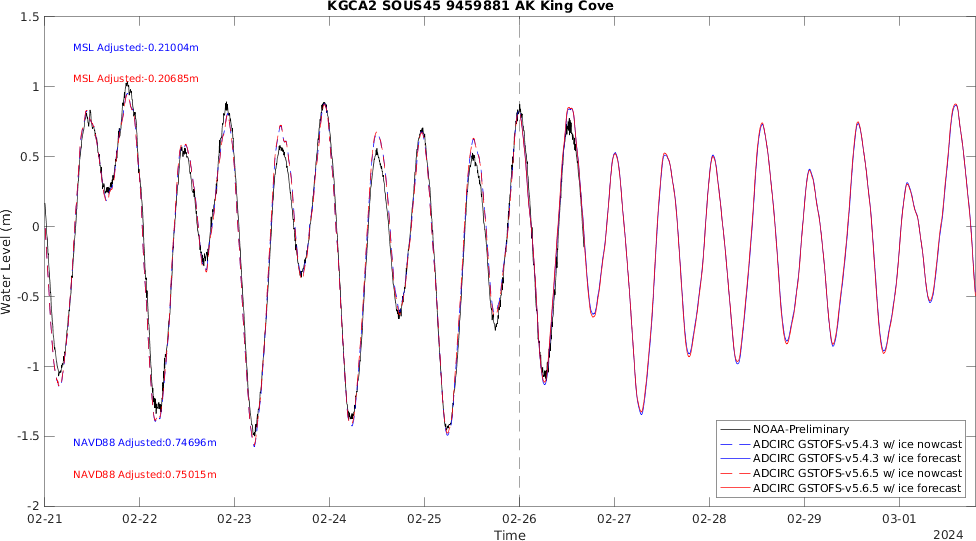 KGCA2 SOUS45 9459881 AK King Cove
1.5
MSL Adjusted:-0.21004m
MSL Adjusted:-0.20685m
1
0.5
0
-0.5
-1
-1.5
-2
Water Level (m)
NAVD88 Adjusted:0.74696m
NAVD88 Adjusted:0.75015m
NOAA-Preliminary
ADCIRC GSTOFS-v5.4.3 w/ ice nowcast
ADCIRC GSTOFS-v5.4.3 w/ ice forecast
ADCIRC GSTOFS-v5.6.5 w/ ice nowcast
ADCIRC GSTOFS-v5.6.5 w/ ice forecast
02-21 02-22 02-23 02-24 02-25 02-26 02-27 02-28 02-29 03-01
Time
2024